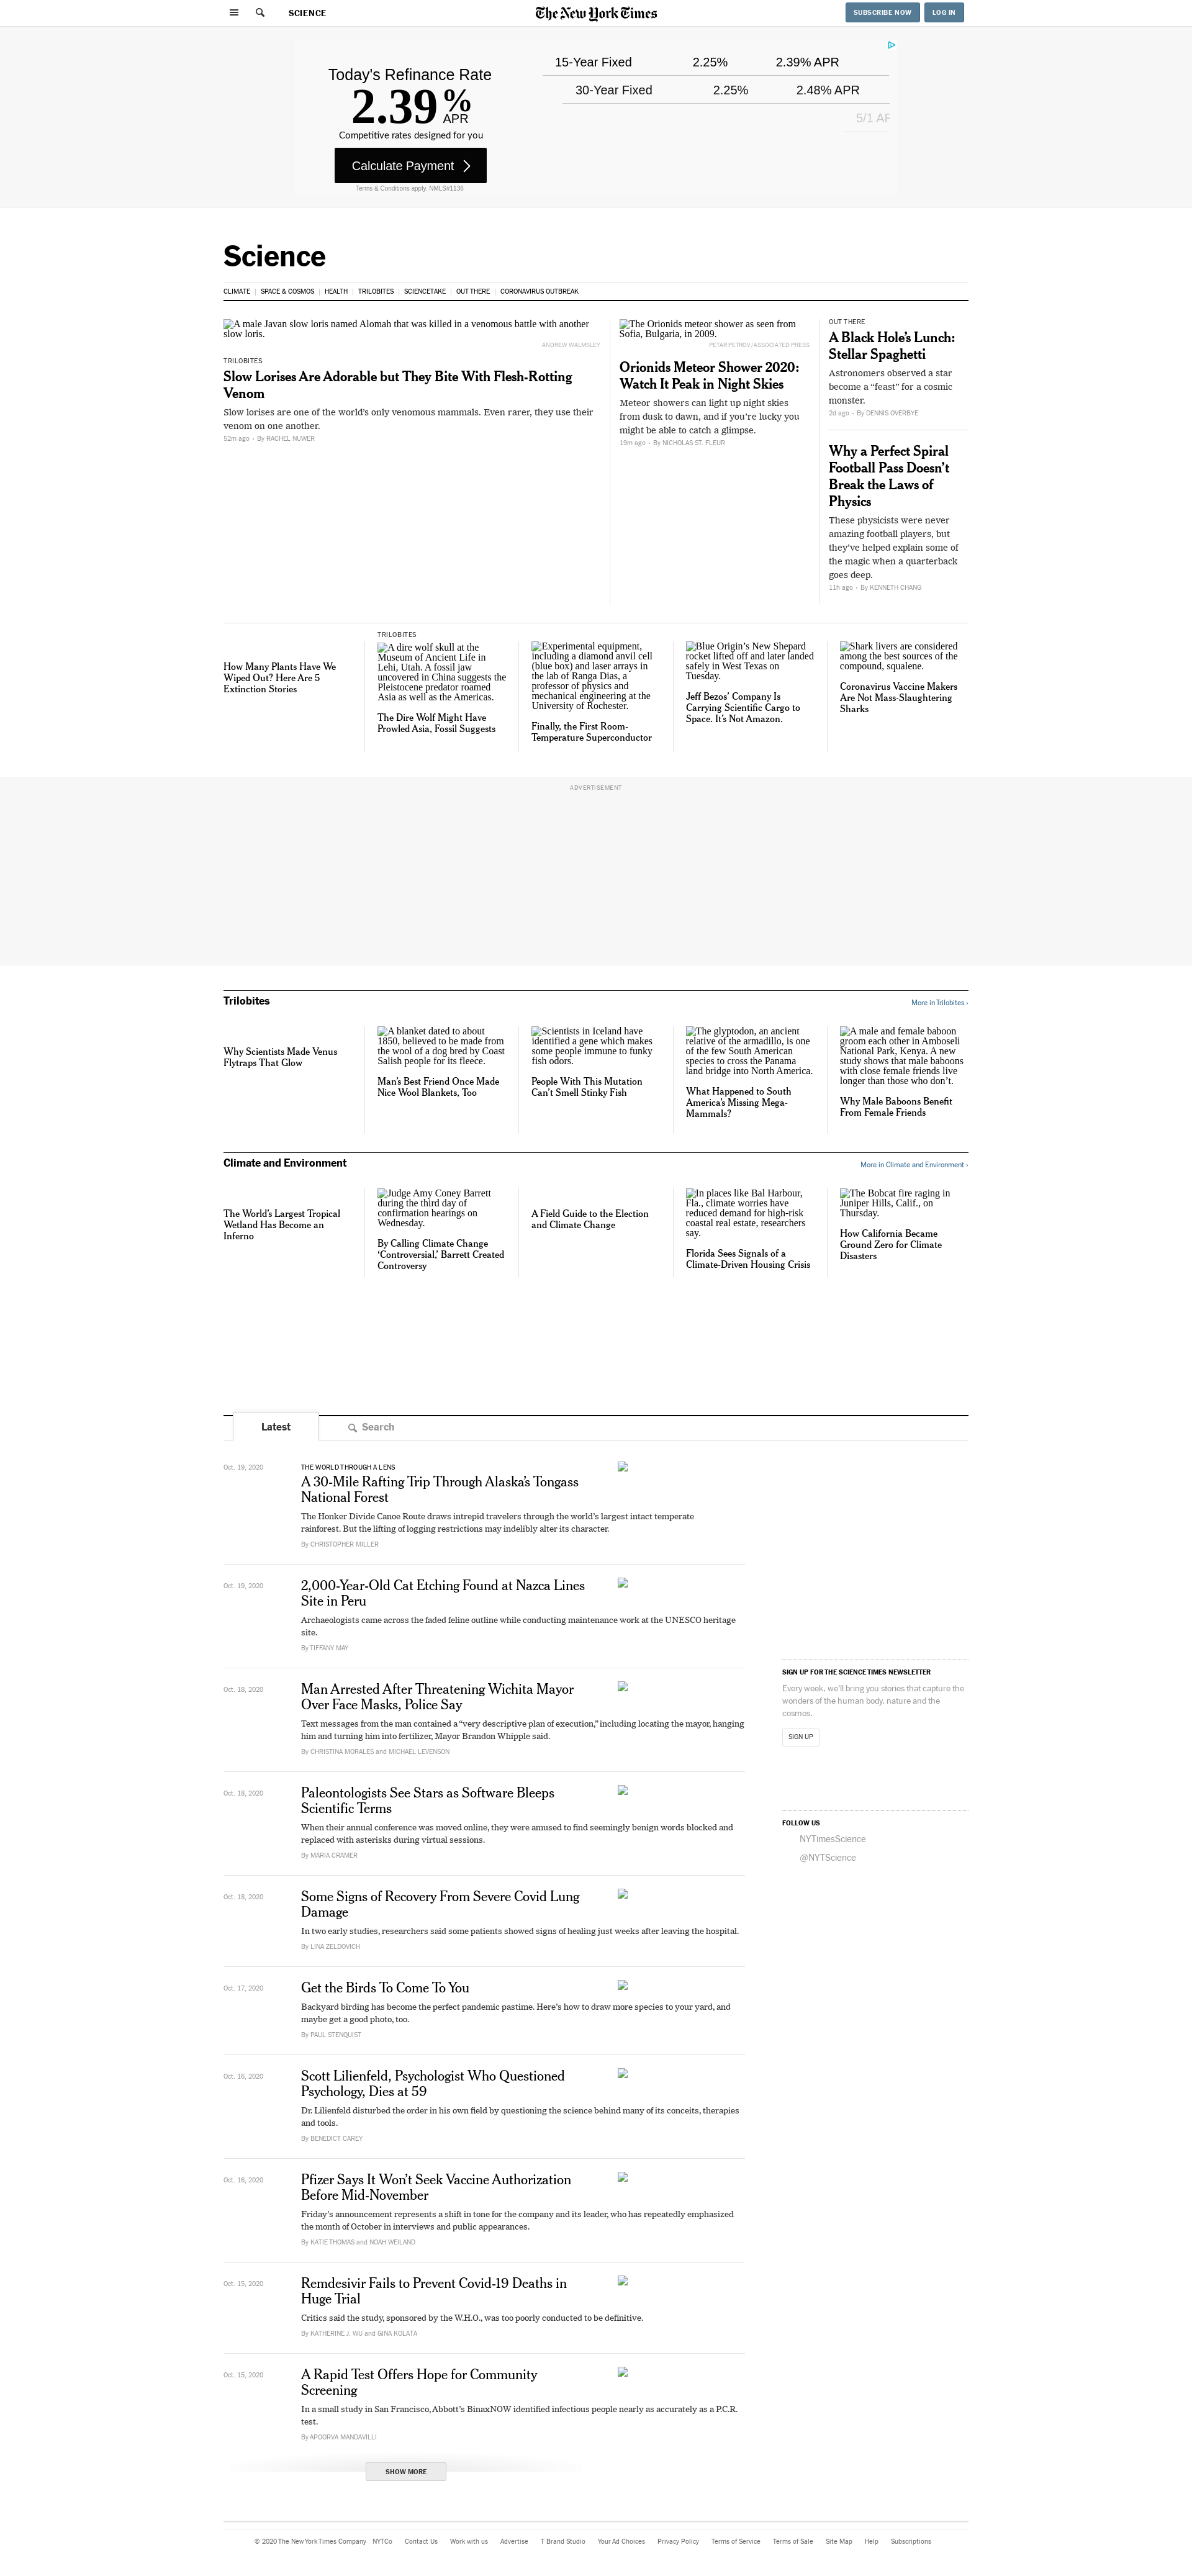 SCIENCE
The New York Times
SUBSCRIBE NOW
LOG IN
Today's Refinance Rate
2.39% APR
Competitive rates designed for you
Calculate Payment
Terms & Conditions apply. NMLS#1136
15-Year Fixed 2.25% 2.39% APR
30-Year Fixed 2.25% 2.48% APR
5/1 AF
Science
CLIMATE | SPACE & COSMOS | HEALTH | TRILOBITES | SCIENCETAKE | OUT THERE | CORONAVIRUS OUTBREAK
A male Javan slow loris named Alomah that was killed in a venomous battle with another
slow loris.
ANDREW WALMSLEY
TRILOBITES
Slow Lorises Are Adorable but They Bite With Flesh-Rotting
Venom
Slow lorises are one of the world's only venomous mammals. Even rarer, they use their
venom on one another.
52m ago - By RACHEL NUWER
The Orionids meteor shower as seen from
Sofia, Bulgaria, in 2009.
PETAR PETROV/ASSOCIATED PRESS
Orionids Meteor Shower 2020:
Watch It Peak in Night Skies
Meteor showers can light up night skies
from dusk to dawn, and if you're lucky you
might be able to catch a glimpse.
19m ago - By NICHOLAS ST. FLEUR
OUT THERE
A Black Hole's Lunch:
Stellar Spaghetti
Astronomers observed a star
become a “feast” for a cosmic
monster.
2d ago - By DENNIS OVERBYE
Why a Perfect Spiral
Football Pass Doesn't
Break the Laws of
Physics
These physicists were never
amazing football players, but
they've helped explain some of
the magic when a quarterback
goes deep.
11h ago - By KENNETH CHANG
How Many Plants Have We
Wiped Out? Here Are 5
Extinction Stories
TRILOBITES
A dire wolf skull at the
Museum of Ancient Life in
Lehi, Utah. A fossil jaw
uncovered in China suggests the
Pleistocene predator roamed
Asia as well as the Americas.
The Dire Wolf Might Have
Prowled Asia, Fossil Suggests
Experimental equipment,
including a diamond anvil cell
(blue box) and laser arrays in
the lab of Ranga Dias, a
professor of physics and
mechanical engineering at the
University of Rochester.
Finally, the First Room-
Temperature Superconductor
Blue Origin's New Shepard
rocket lifted off and later landed
safely in West Texas on
Tuesday.
Jeff Bezos' Company Is
Carrying Scientific Cargo to
Space. It's Not Amazon.
Shark livers are considered
among the best sources of the
compound, squalene.
Coronavirus Vaccine Makers
Are Not Mass-Slaughtering
Sharks
ADVERTISEMENT
Trilobites
More in Trilobites ›
Why Scientists Made Venus
Flytraps That Glow
A blanket dated to about
1850, believed to be made from
the wool of a dog bred by Coast
Salish people for its fleece.
Man's Best Friend Once Made
Nice Wool Blankets, Too
Scientists in Iceland have
identified a gene which makes
some people immune to funky
fish odors.
People With This Mutation
Can't Smell Stinky Fish
The glyptodon, an ancient
relative of the armadillo, is one
of the few South American
species to cross the Panama
land bridge into North America.
What Happened to South
America's Missing Mega-
Mammals?
A male and female baboon
groom each other in Amboseli
National Park, Kenya. A new
study shows that male baboons
with close female friends live
longer than those who don't.
Why Male Baboons Benefit
From Female Friends
Climate and Environment
More in Climate and Environment ›
The World's Largest Tropical
Wetland Has Become an
Inferno
Judge Amy Coney Barrett
during the third day of
confirmation hearings on
Wednesday.
By Calling Climate Change
‘Controversial,’ Barrett Created
Controversy
A Field Guide to the Election
and Climate Change
In places like Bal Harbour,
Fla., climate worries have
reduced demand for high-risk
coastal real estate, researchers
say.
Florida Sees Signals of a
Climate-Driven Housing Crisis
The Bobcat fire raging in
Juniper Hills, Calif., on
Thursday.
How California Became
Ground Zero for Climate
Disasters
Latest
Search
Oct. 19, 2020
THE WORLD THROUGH A LENS
A 30-Mile Rafting Trip Through Alaska's Tongass
National Forest
The Honker Divide Canoe Route draws intrepid travelers through the world's largest intact temperate
rainforest. But the lifting of logging restrictions may indelibly alter its character.
By CHRISTOPHER MILLER
Oct. 19, 2020
2,000-Year-Old Cat Etching Found at Nazca Lines
Site in Peru
Archaeologists came across the faded feline outline while conducting maintenance work at the UNESCO heritage
site.
By TIFFANY MAY
Oct. 18, 2020
Man Arrested After Threatening Wichita Mayor
Over Face Masks, Police Say
Text messages from the man contained a “very descriptive plan of execution,” including locating the mayor, hanging
him and turning him into fertilizer, Mayor Brandon Whipple said.
By CHRISTINA MORALES and MICHAEL LEVENSON
Oct. 18, 2020
Paleontologists See Stars as Software Bleeps
Scientific Terms
When their annual conference was moved online, they were amused to find seemingly benign words blocked and
replaced with asterisks during virtual sessions.
By MARIA CRAMER
Oct. 18, 2020
Some Signs of Recovery From Severe Covid Lung
Damage
In two early studies, researchers said some patients showed signs of healing just weeks after leaving the hospital.
By LINA ZELDOVICH
Oct. 17, 2020
Get the Birds To Come To You
Backyard birding has become the perfect pandemic pastime. Here's how to draw more species to your yard, and
maybe get a good photo, too.
By PAUL STENQUIST
Oct. 16, 2020
Scott Lilienfeld, Psychologist Who Questioned
Psychology, Dies at 59
Dr. Lilienfeld disturbed the order in his own field by questioning the science behind many of its conceits, therapies
and tools.
By BENEDICT CAREY
Oct. 16, 2020
Pfizer Says It Won't Seek Vaccine Authorization
Before Mid-November
Friday's announcement represents a shift in tone for the company and its leader, who has repeatedly emphasized
the month of October in interviews and public appearances.
By KATIE THOMAS and NOAH WEILAND
Oct. 15, 2020
Remdesivir Fails to Prevent Covid-19 Deaths in
Huge Trial
Critics said the study, sponsored by the W.H.O., was too poorly conducted to be definitive.
By KATHERINE J. WU and GINA KOLATA
Oct. 15, 2020
A Rapid Test Offers Hope for Community
Screening
In a small study in San Francisco, Abbott's BinaxNOW identified infectious people nearly as accurately as a P.C.R.
test.
By APOORVA MANDAVILLI
SHOW MORE
SIGN UP FOR THE SCIENCE TIMES NEWSLETTER
Every week, we'll bring you stories that capture the
wonders of the human body, nature and the
cosmos.
SIGN UP
FOLLOW US
NYTimesScience
@NYTScience
© 2020 The New York Times Company NYTCo Contact Us Work with us Advertise T Brand Studio Your Ad Choices Privacy Policy Terms of Service Terms of Sale Site Map Help Subscriptions